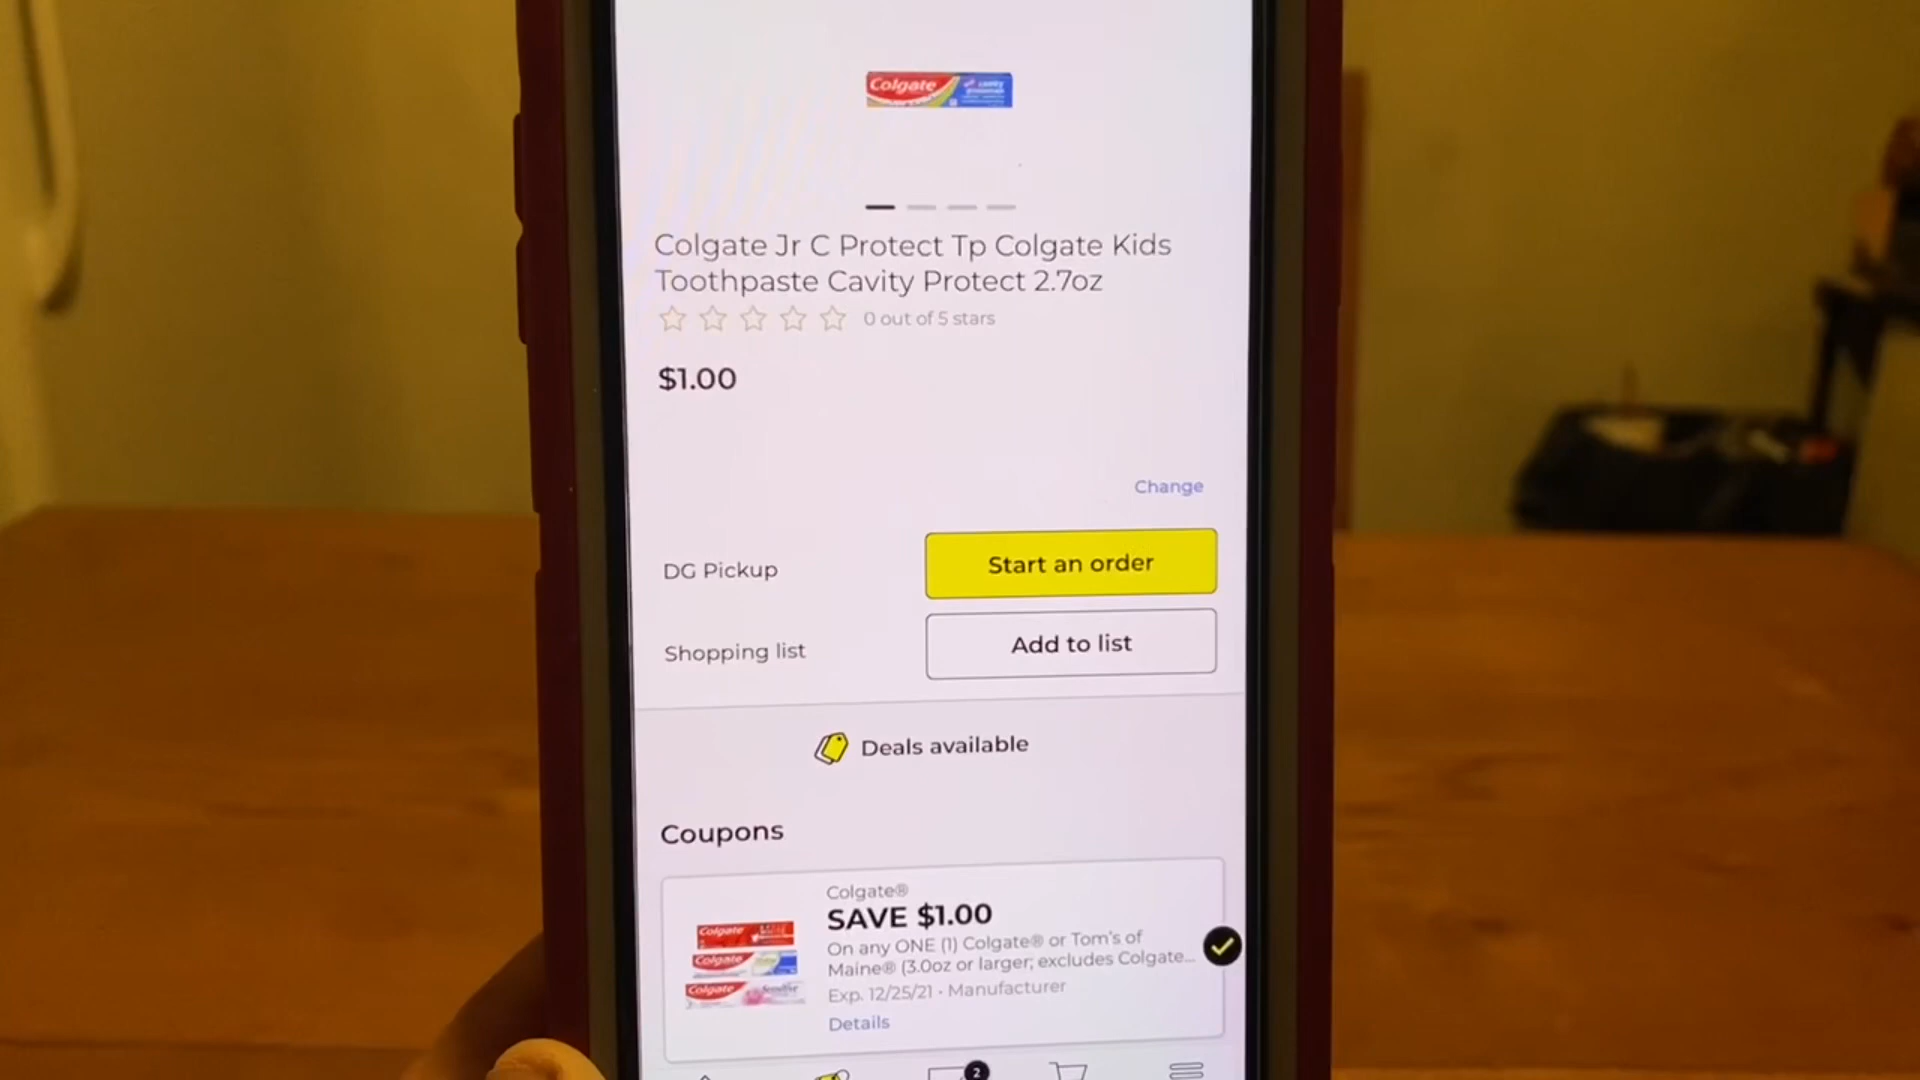 Colgate
Colgate Jr C Protect Tp Colgate Kids
Toothpaste Cavity Protect 2.7oz
0 out of 5 stars
$1.00
Change
DG Pickup
Start an order
Shopping list
Add to list
Deals available
Coupons
Colgate®
SAVE $1.00
On any ONE (1) Colgate® or Tom's of
Maine® (3.0oz or larger; excludes Colgate...
Exp. 12/25/21 • Manufacturer
Details
Colgate
Colgate
Colgate
2